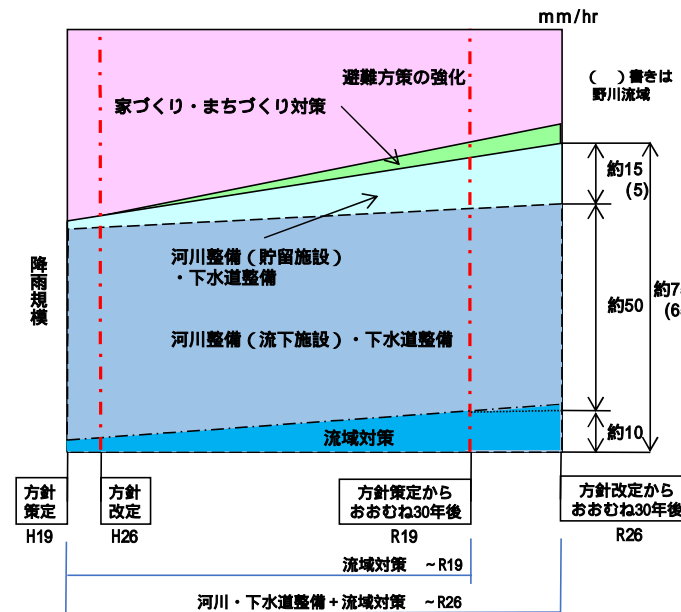 mm/hr
避難方策の強化
(　)書きは
野川流域
家づくり・まちづくり対策
約15
(5)
河川整備(貯留施設)
・下水道整備
降雨規模
約50
河川整備(流下施設)・下水道整備
流域対策
約10
方針
策定
方針
改定
方針策定から
おおむね30年後
方針改定から
おおむね30年後
H19
H26
R19
R26
流域対策　~R19
河川・下水道整備+流域対策　~R26